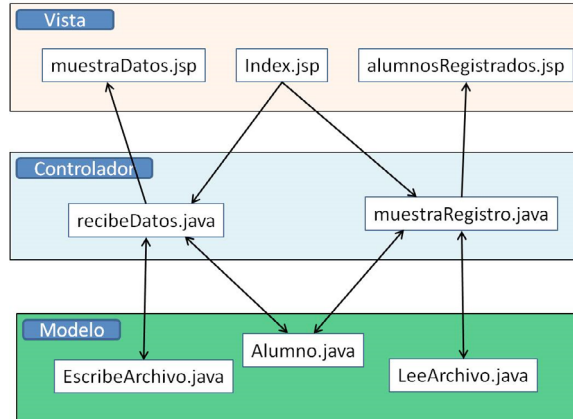 Vista
muestraDatos.jsp
Index.jsp
alumnosRegistrados.jsp
Controlador
recibeDatos.java
muestraRegistro.java
Modelo
Alumno.java
EscribeArchivo.java
LeeArchivo.java